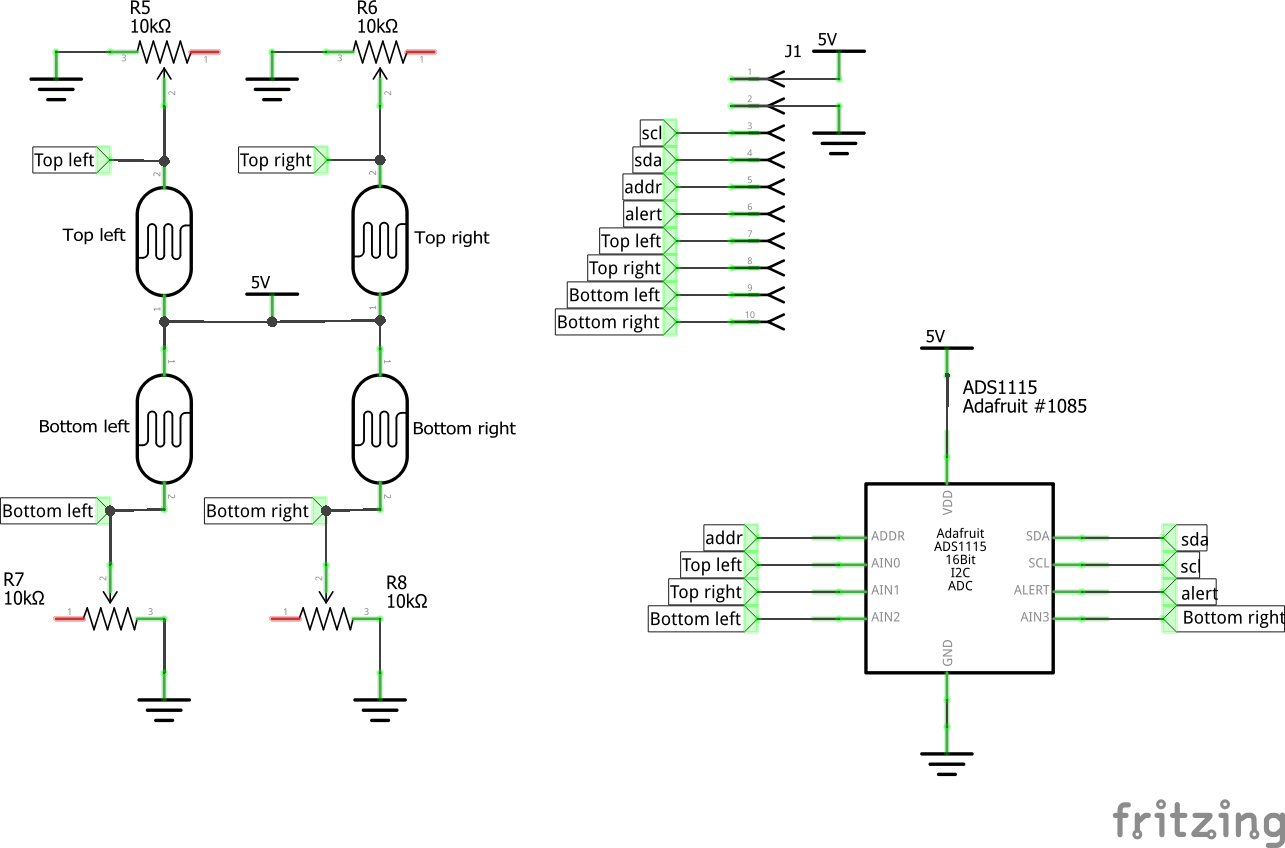 R5
10kΩ
3
1
2
R6
10kΩ
3
1
2
Top left
2
Top right
2
Top left
Top right
1
5V
1
1
1
Bottom left
Bottom right
2
2
Bottom left
Bottom right
R7
10kΩ
2
1
3
R8
10kΩ
2
1
3
J1
5V
1
2
scl
3
sda
4
addr
5
alert
6
Top left
7
Top right
8
Bottom left
9
Bottom right
10
5V
ADS1115
Adafruit #1085
VDD
Adafruit
ADS1115
16Bit
I2C
ADC
addr
ADDR
Top left
AIN0
Top right
AIN1
Bottom left
AIN2
SDA
sda
SCL
scl
ALERT
alert
AIN3
Bottom right
GND
fritzing